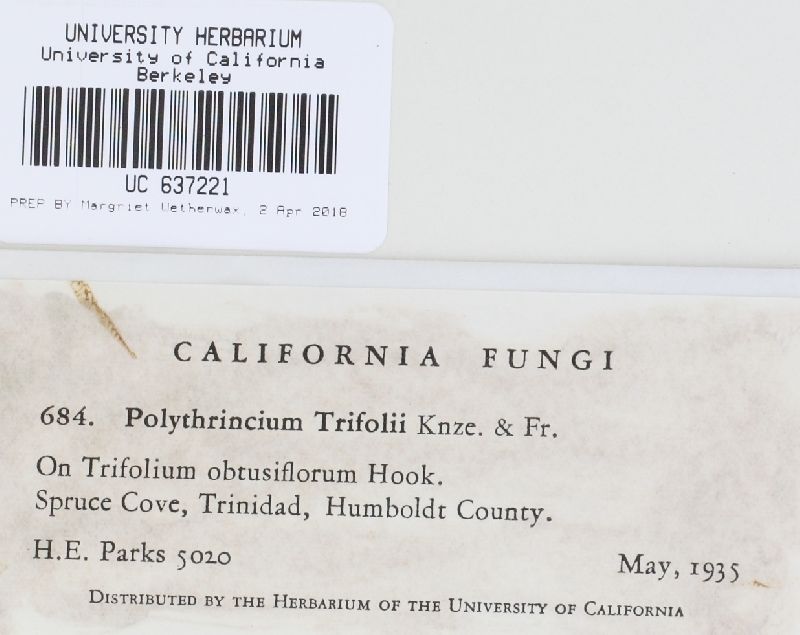 UNIVERSITY HERBARIUM
University of California
Berkeley
UC 637221
PREP BY Margriet Wetherwax, 2 Apr 2018
CALIFORNIA FUNGI
684. Polythrincium Trifolii Knze. & Fr.
On Trifolium obtusiflorum Hook.
Spruce Cove, Trinidad, Humboldt County.
H.E. Parks 5020 May, 1935
Distributed by the Herbarium of the University of California